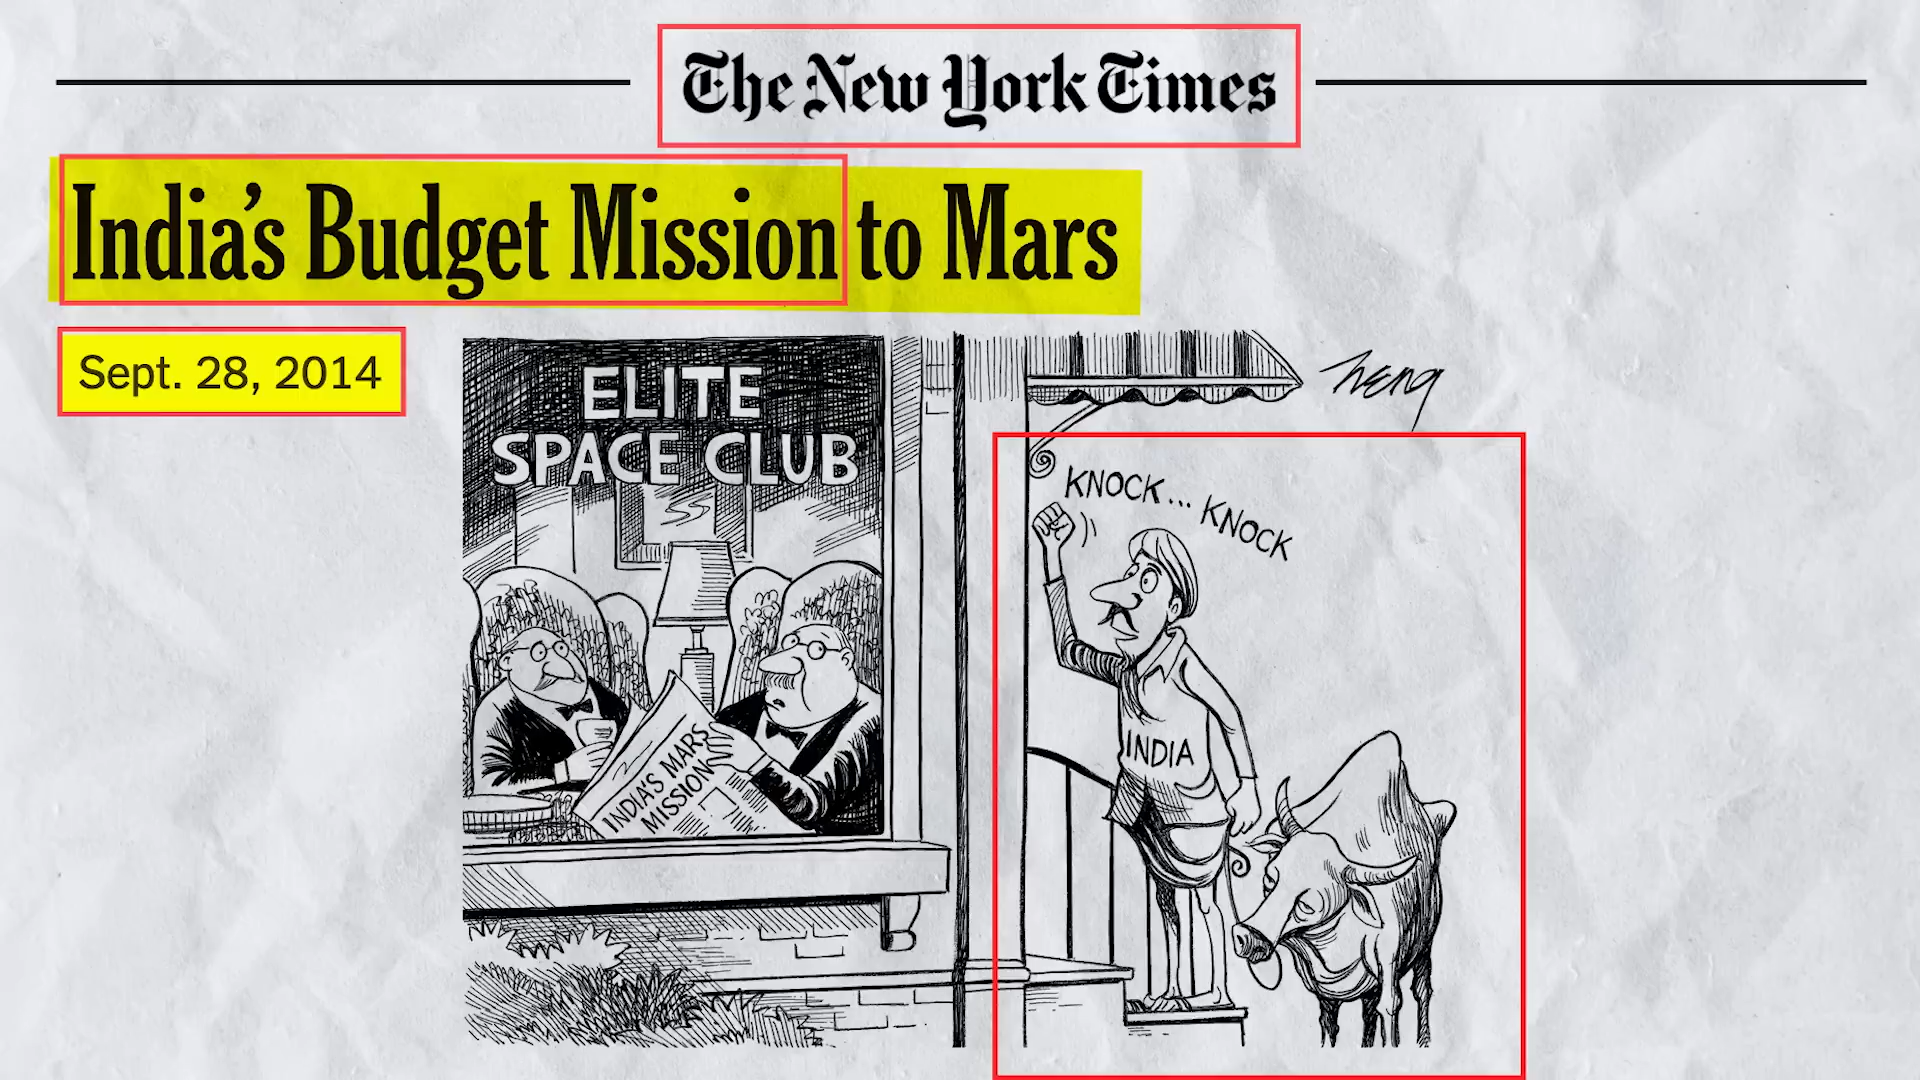 The New York Times
India's Budget Mission to Mars
Sept. 28, 2014
ELITE
SPACE CLUB
Heng
KNOCK... KNOCK
INDIA
INDIA'S MARS
MISSION